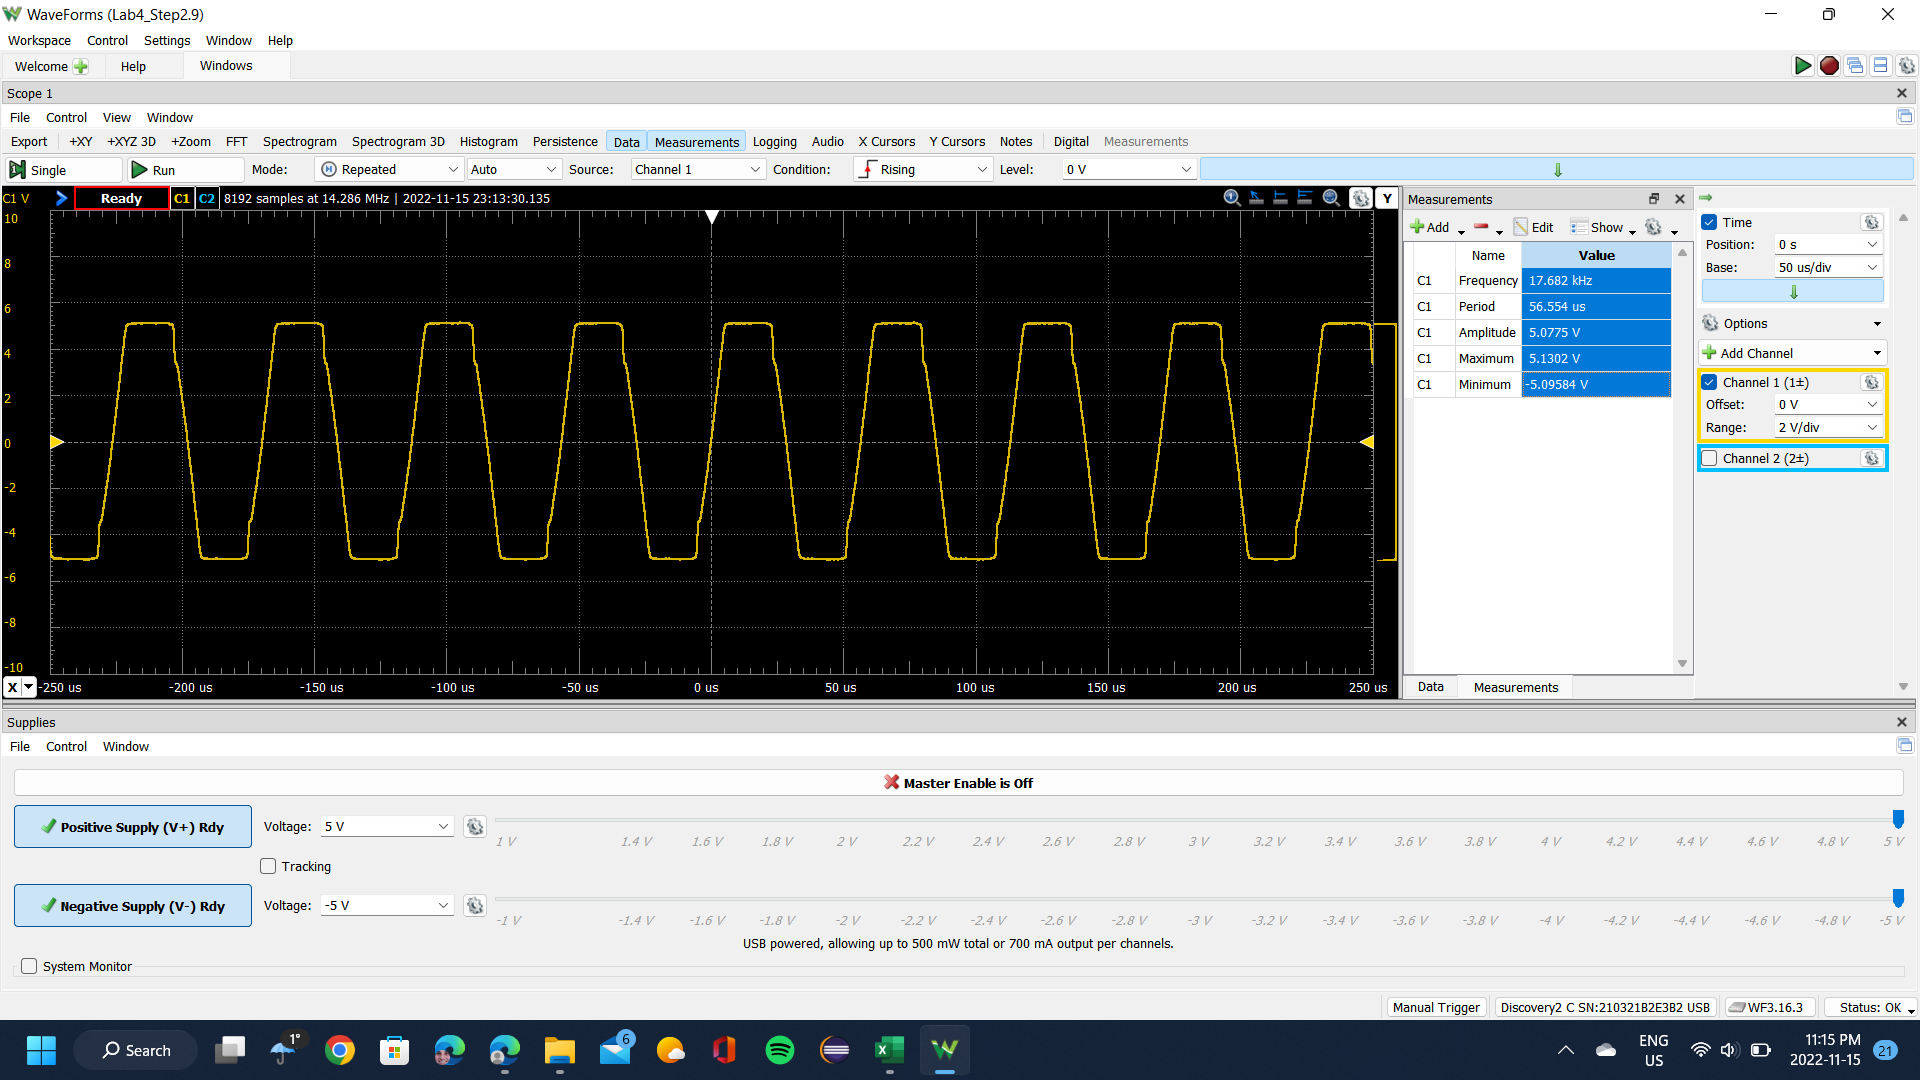 WaveForms (Lab4_Step2.9)
Workspace Control Settings Window Help
Welcome Help Windows
Scope 1
File Control View Window
Export +XY +XYZ 3D +Zoom FFT Spectrogram Spectrogram 3D Histogram Persistence Data Measurements Logging Audio X Cursors Y Cursors Notes Digital Measurements
Single Run Mode: Repeated Auto Source: Channel 1 Condition: Rising Level: 0 V
C1 V Ready C1 C2 8192 samples at 14.286 MHz | 2022-11-15 23:13:30.135 Y
10
8
6
4
2
0
-2
-4
-6
-8
-10
X -250 us -200 us -150 us -100 us -50 us 0 us 50 us 100 us 150 us 200 us 250 us
Measurements
Add Edit Show
Name Value
C1 Frequency 17.682 kHz
C1 Period 56.554 us
C1 Amplitude 5.0775 V
C1 Maximum 5.1302 V
C1 Minimum -5.09584 V
Data Measurements
Time
Position: 0 s
Base: 50 us/div
Options
Add Channel
Channel 1 (1±)
Offset: 0 V
Range: 2 V/div
Channel 2 (2±)
Supplies
File Control Window
Master Enable is Off
Positive Supply (V+) Rdy Voltage: 5 V
1 V 1.4 V 1.6 V 1.8 V 2 V 2.2 V 2.4 V 2.6 V 2.8 V 3 V 3.2 V 3.4 V 3.6 V 3.8 V 4 V 4.2 V 4.4 V 4.6 V 4.8 V 5 V
Tracking
Negative Supply (V-) Rdy Voltage: -5 V
-1 V -1.4 V -1.6 V -1.8 V -2 V -2.2 V -2.4 V -2.6 V -2.8 V -3 V -3.2 V -3.4 V -3.6 V -3.8 V -4 V -4.2 V -4.4 V -4.6 V -4.8 V -5 V
USB powered, allowing up to 500 mW total or 700 mA output per channels.
System Monitor
Manual Trigger Discovery2 C SN:210321B2E3B2 USB WF3.16.3 Status: OK
Search 1° 6 ENG
US
11:15 PM
2022-11-15
21